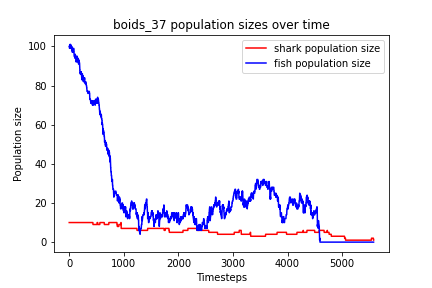 boids_37 population sizes over time
shark population size
fish population size
Population size
100
80
60
40
20
0
0
1000
2000
3000
4000
5000
Timesteps